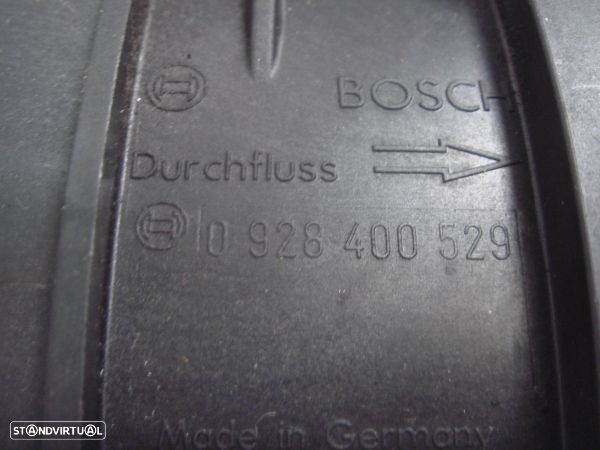 BOSCH
Durchfluss
0 928 400 529
Made in Germany
STANDVIRTUAL